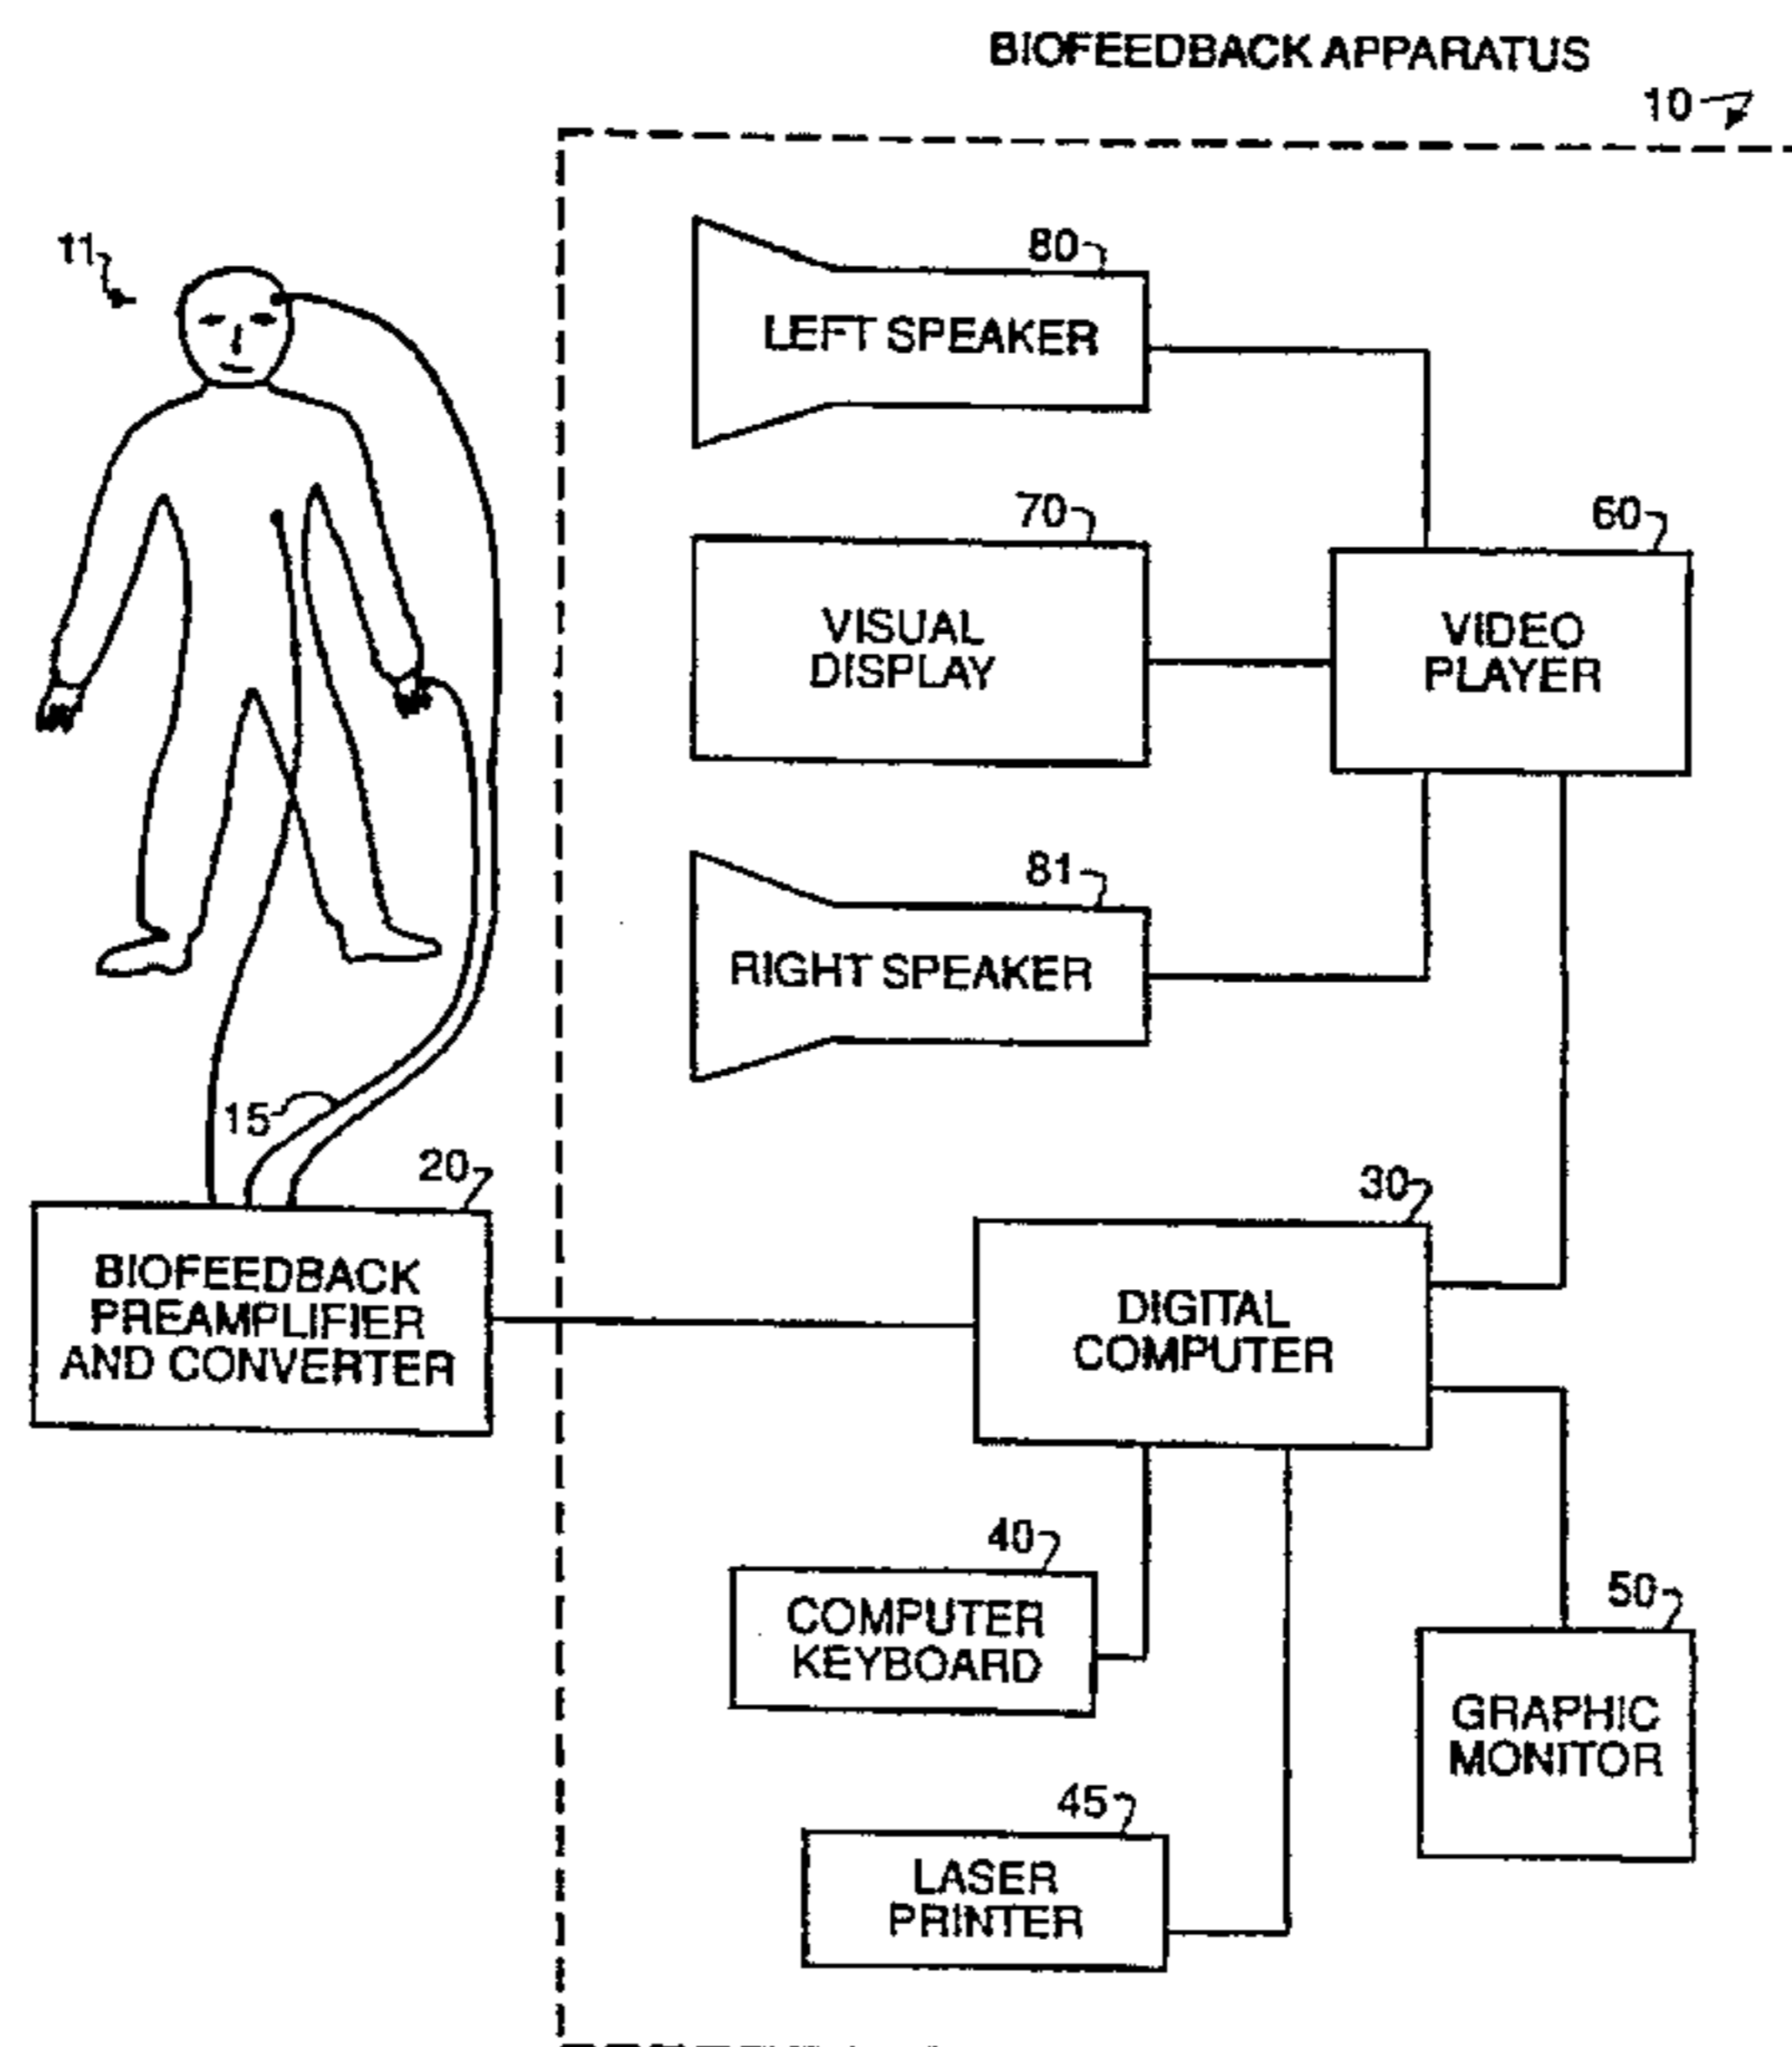 BIOFEEDBACK APPARATUS
10
11
80
LEFT SPEAKER
70
VISUAL
DISPLAY
60
VIDEO
PLAYER
81
RIGHT SPEAKER
15
20
BIOFEEDBACK
PREAMPLIFIER
AND CONVERTER
30
DIGITAL
COMPUTER
40
COMPUTER
KEYBOARD
50
GRAPHIC
MONITOR
45
LASER
PRINTER